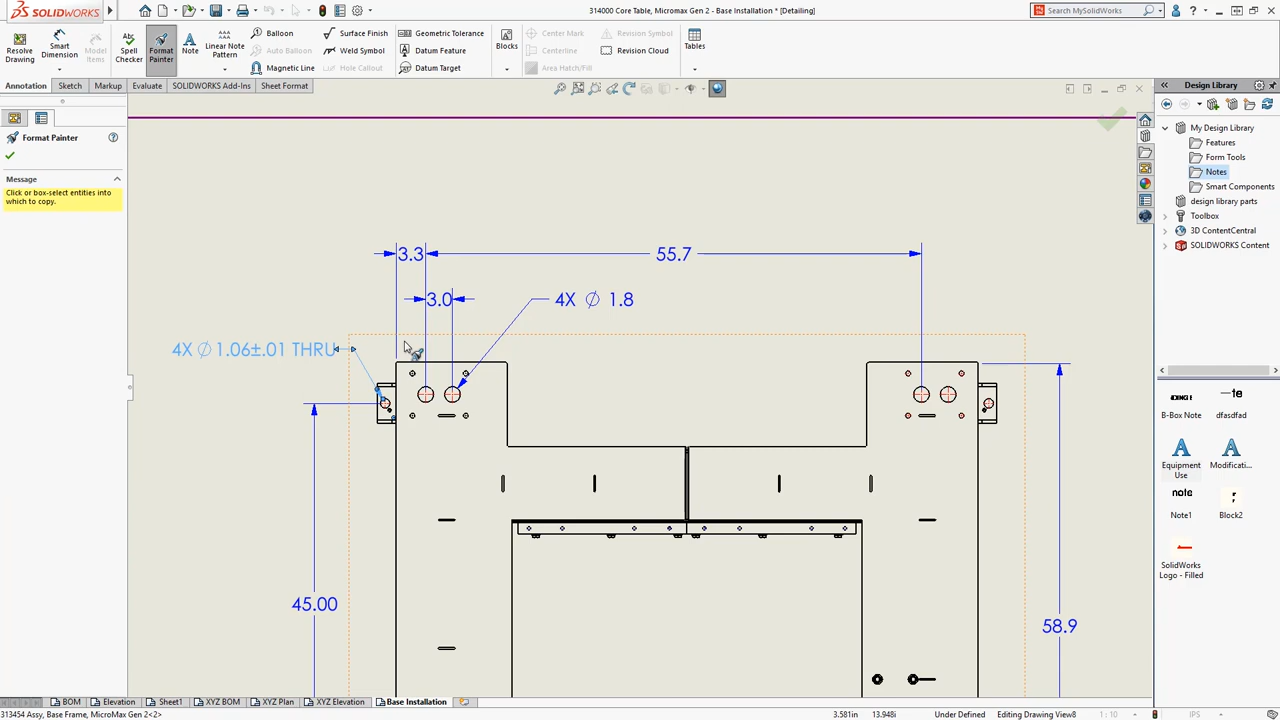 SOLIDWORKS
314000 Core Table, Micromax Gen 2 - Base Installation * [Detailing]
Search MySolidWorks
Resolve Drawing
Smart Dimension
Model Items
Spell Checker
Format Painter
Note
Linear Note Pattern
Balloon
Auto Balloon
Magnetic Line
Surface Finish
Weld Symbol
Hole Callout
Geometric Tolerance
Datum Feature
Datum Target
Blocks
Center Mark
Centerline
Area Hatch/Fill
Revision Symbol
Revision Cloud
Tables
Annotation Sketch Markup Evaluate SOLIDWORKS Add-Ins Sheet Format
Design Library
Format Painter
Message
Click or box-select entities into
which to copy.
My Design Library
Features
Form Tools
Notes
Smart Components
design library parts
Toolbox
3D ContentCentral
SOLIDWORKS Content
3.3
55.7
3.0
4X Ø 1.8
4X Ø 1.06±.01 THRU
45.00
58.9
B-Box Note
dfasdfad
Equipment
Use
Modificati...
note
Note1
Block2
SolidWorks
Logo - Filled
BOM Elevation Sheet1 XYZ BOM XYZ Plan XYZ Elevation Base Installation
313454 Assy, Base Frame, MicroMax Gen 2<2>
3.581in 13.948i Under Defined Editing Drawing View8 1 : 10 IPS